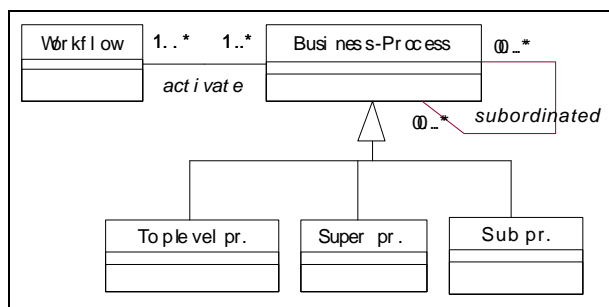 Workflow 1..* 1..* Business-Process 0..*
activate
0..* subordinated
Toplevel pr. Super pr. Sub pr.